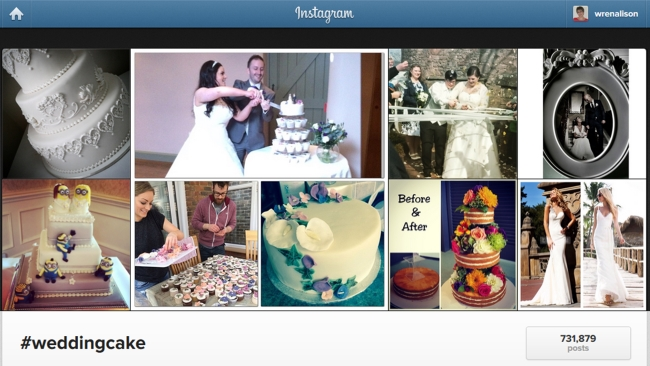 Instagram
wrenalison
Before
&
After
#weddingcake
731,879
posts